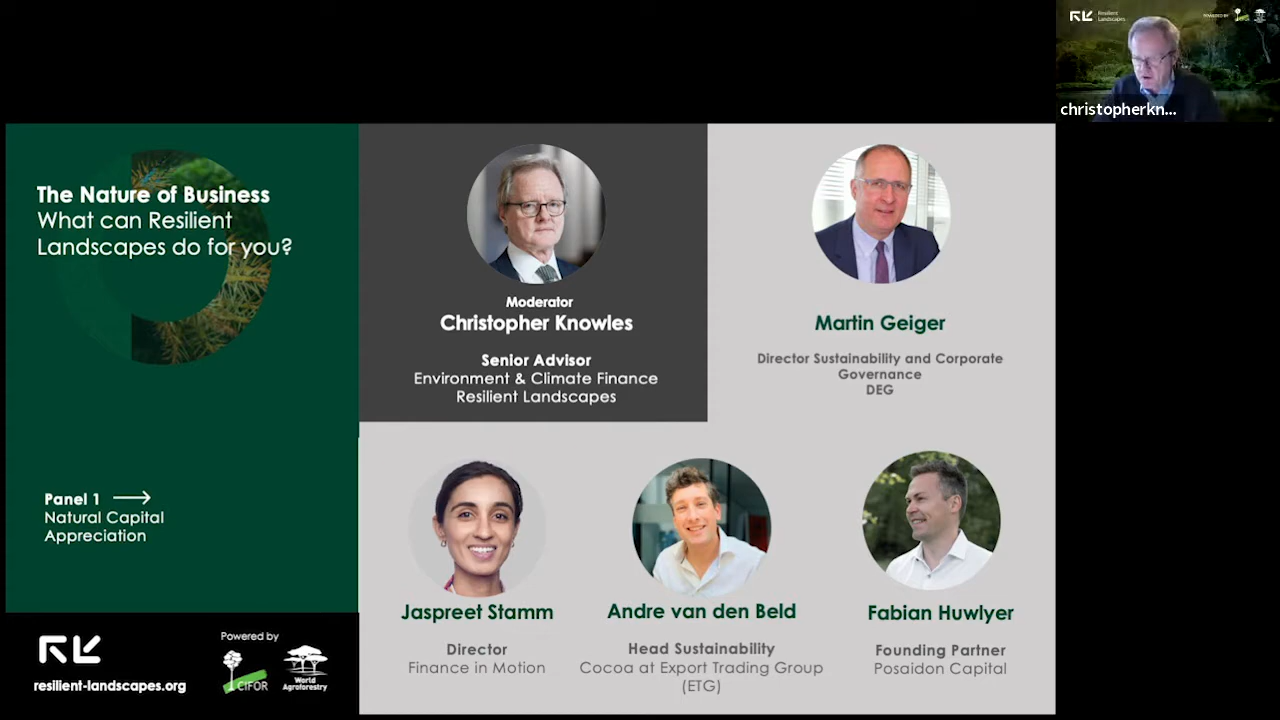 The Nature of Business
What can Resilient
Landscapes do for you?
Panel 1
Natural Capital
Appreciation
resilient-landscapes.org
Powered by
CIFOR
World
Agroforestry
Moderator
Christopher Knowles
Senior Advisor
Environment & Climate Finance
Resilient Landscapes
Martin Geiger
Director Sustainability and Corporate
Governance
DEG
Jaspreet Stamm
Director
Finance in Motion
Andre van den Beld
Head Sustainability
Cocoa at Export Trading Group
(ETG)
Fabian Huwlyer
Founding Partner
Posaidon Capital
Resilient
Landscapes
POWERED BY
christopherkn...